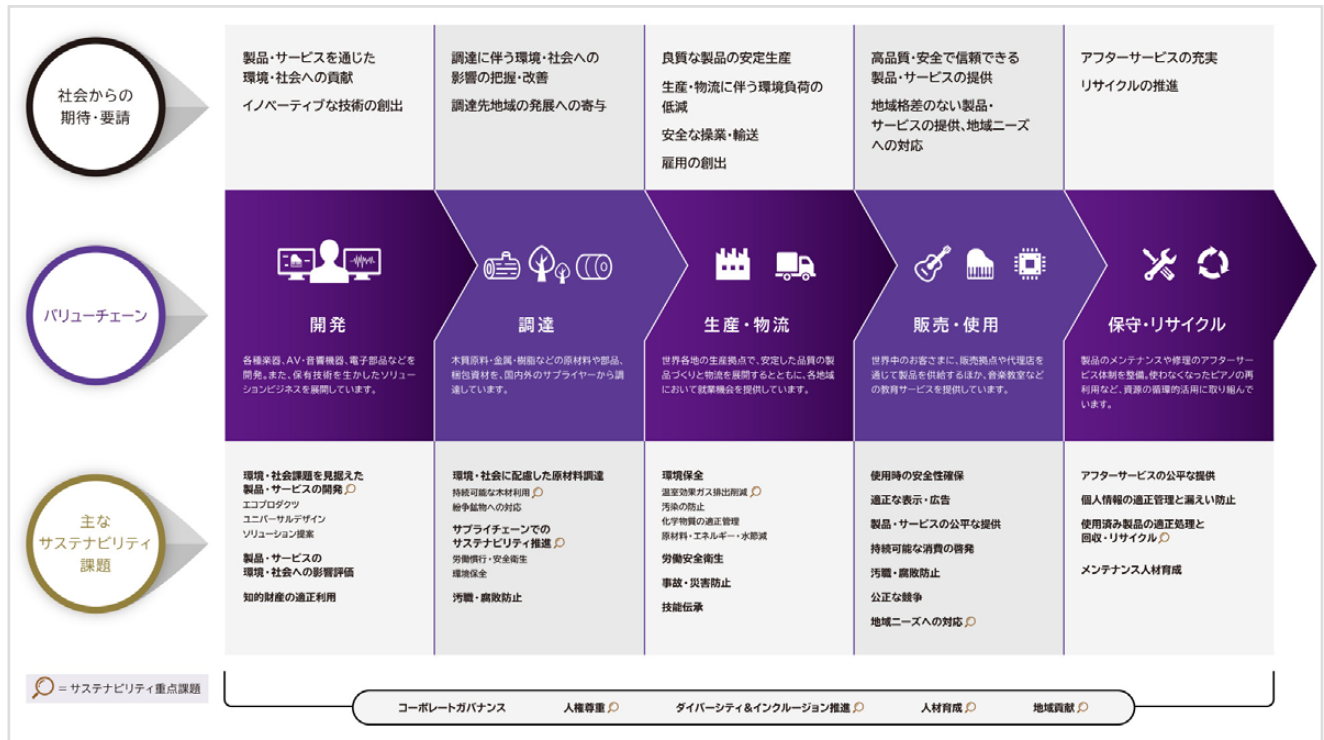 社会からの
期待・要請
製品・サービスを通じた
環境・社会への貢献
イノベーティブな技術の創出
調達に伴う環境・社会への
影響の把握・改善
調達先地域の発展への寄与
良質な製品の安定生産
生産・物流に伴う環境負荷の
低減
安全な操業・輸送
雇用の創出
高品質・安全で信頼できる
製品・サービスの提供
地域格差のない製品・
サービスの提供、地域ニーズ
への対応
アフターサービスの充実
リサイクルの推進
バリューチェーン
開発
各種楽器、AV・音響機器、電子部品などを
開発。また、保有技術を生かしたソリュー
ションビジネスを展開しています。
調達
木質原料・金属・樹脂などの原材料や部品、
梱包資材を、国内外のサプライヤーから調
達しています。
生産・物流
世界各地の生産拠点で、安定した品質の製
品づくりと物流を展開するとともに、各地域
において就業機会を提供しています。
販売・使用
世界中のお客さまに、販売拠点や代理店を
通じて製品を供給するほか、音楽教室など
の教育サービスを提供しています。
保守・リサイクル
製品のメンテナンスや修理のアフターサー
ビス体制を整備。使わなくなったピアノの再
利用など、資源の循環的活用に取り組んで
います。
主な
サステナビリティ
課題
環境・社会課題を見据えた
製品・サービスの開発
エコプロダクツ
ユニバーサルデザイン
ソリューション提案
製品・サービスの
環境・社会への影響評価
知的財産の適正利用
環境・社会に配慮した原材料調達
持続可能な木材利用
紛争鉱物への対応
サプライチェーンでの
サステナビリティ推進
労働慣行・安全衛生
環境保全
汚職・腐敗防止
環境保全
温室効果ガス排出削減
汚染の防止
化学物質の適正管理
原材料・エネルギー・水節減
労働安全衛生
事故・災害防止
技能伝承
使用時の安全性確保
適正な表示・広告
製品・サービスの公平な提供
持続可能な消費の啓発
汚職・腐敗防止
公正な競争
地域ニーズへの対応
アフターサービスの公平な提供
個人情報の適正管理と漏えい防止
使用済み製品の適正処理と
回収・リサイクル
メンテナンス人材育成
=サステナビリティ重点課題
コーポレートガバナンス 人権尊重 ダイバーシティ&インクルージョン推進 人材育成 地域貢献